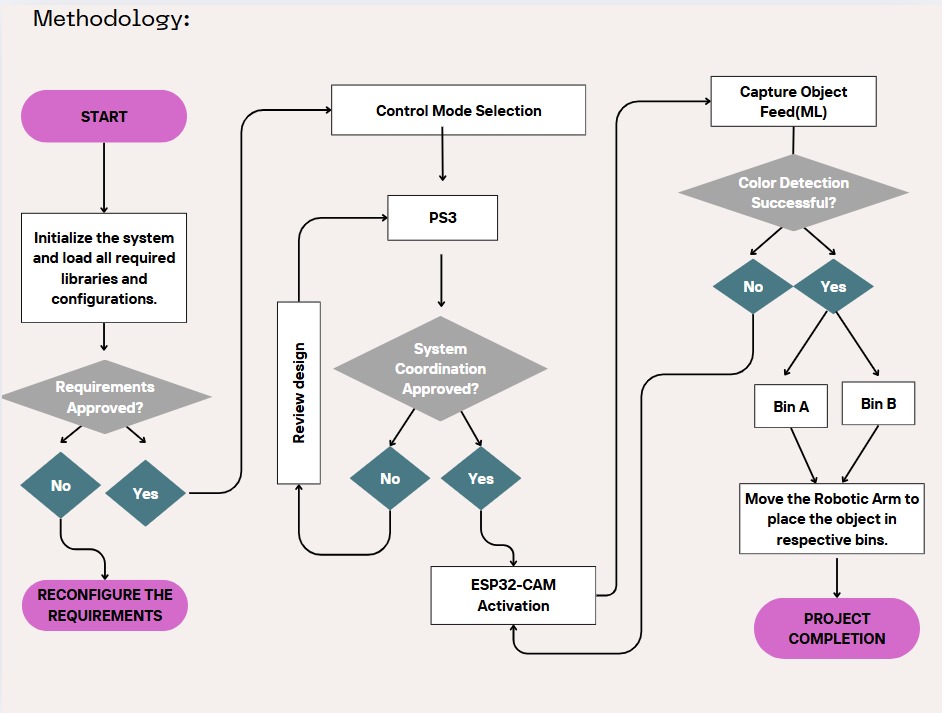 Methodology:
START
Initialize the system
and load all required
libraries and
configurations.
Requirements
Approved?
No
Yes
RECONFIGURE THE
REQUIREMENTS
Control Mode Selection
PS3
Review design
System
Coordination
Approved?
No
Yes
ESP32-CAM
Activation
Capture Object
Feed(ML)
Color Detection
Successful?
No
Yes
Bin A
Bin B
Move the Robotic Arm to
place the object in
respective bins.
PROJECT
COMPLETION